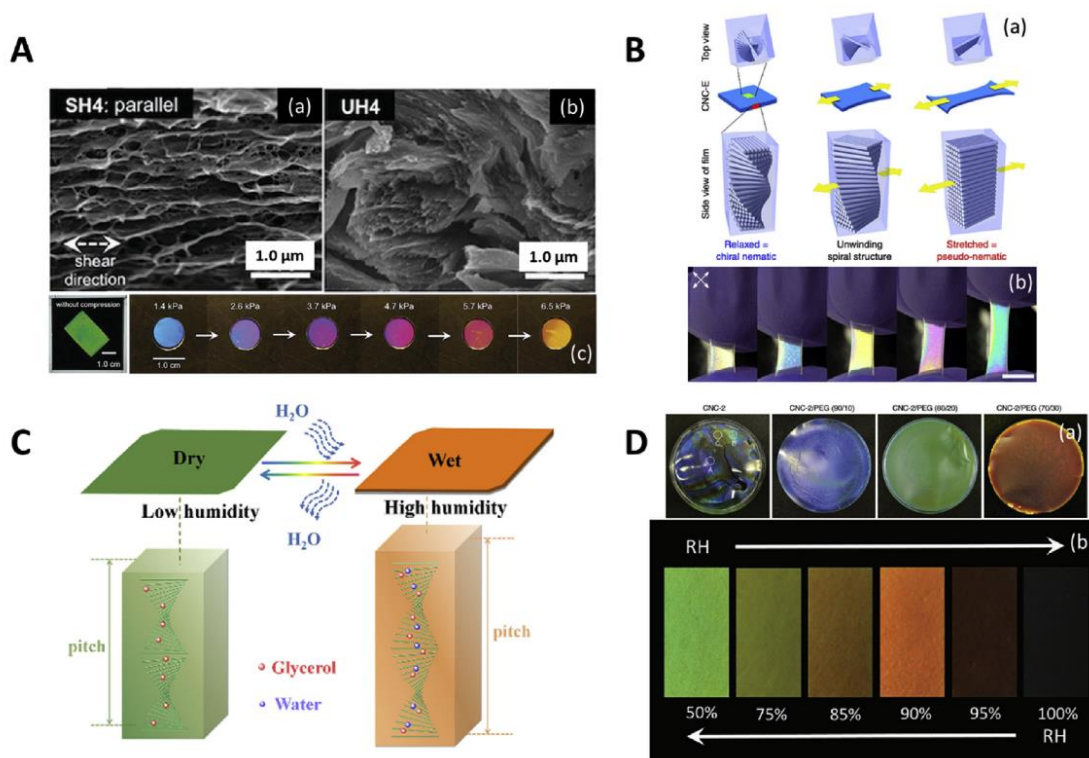 A
SH4: parallel
(a)
shear
direction
1.0 µm
UH4
(b)
1.0 µm
without compression
1.0 cm
1.4 kPa
2.6 kPa
3.7 kPa
4.7 kPa
5.7 kPa
6.5 kPa
1.0 cm
(c)
B
(a)
Top view
CNC-E
Side view of film
Relaxed =
chiral nematic
Unwinding
spiral structure
Stretched =
pseudo-nematic
(b)
C
H2O
Dry
Wet
Low humidity
High humidity
H2O
pitch
pitch
Glycerol
Water
D
CNC-2
CNC-2/PEG (90/10)
CNC-2/PEG (80/20)
CNC-2/PEG (70/30)
(a)
RH
(b
50%
75%
85%
90%
95%
100%
RH